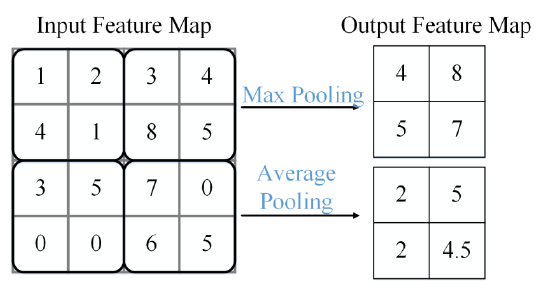 Input Feature Map
Output Feature Map
1 2 3 4
4 1 8 5
3 5 7 0
0 0 6 5
Max Pooling
Average
Pooling
4 8
5 7
2 5
2 4.5